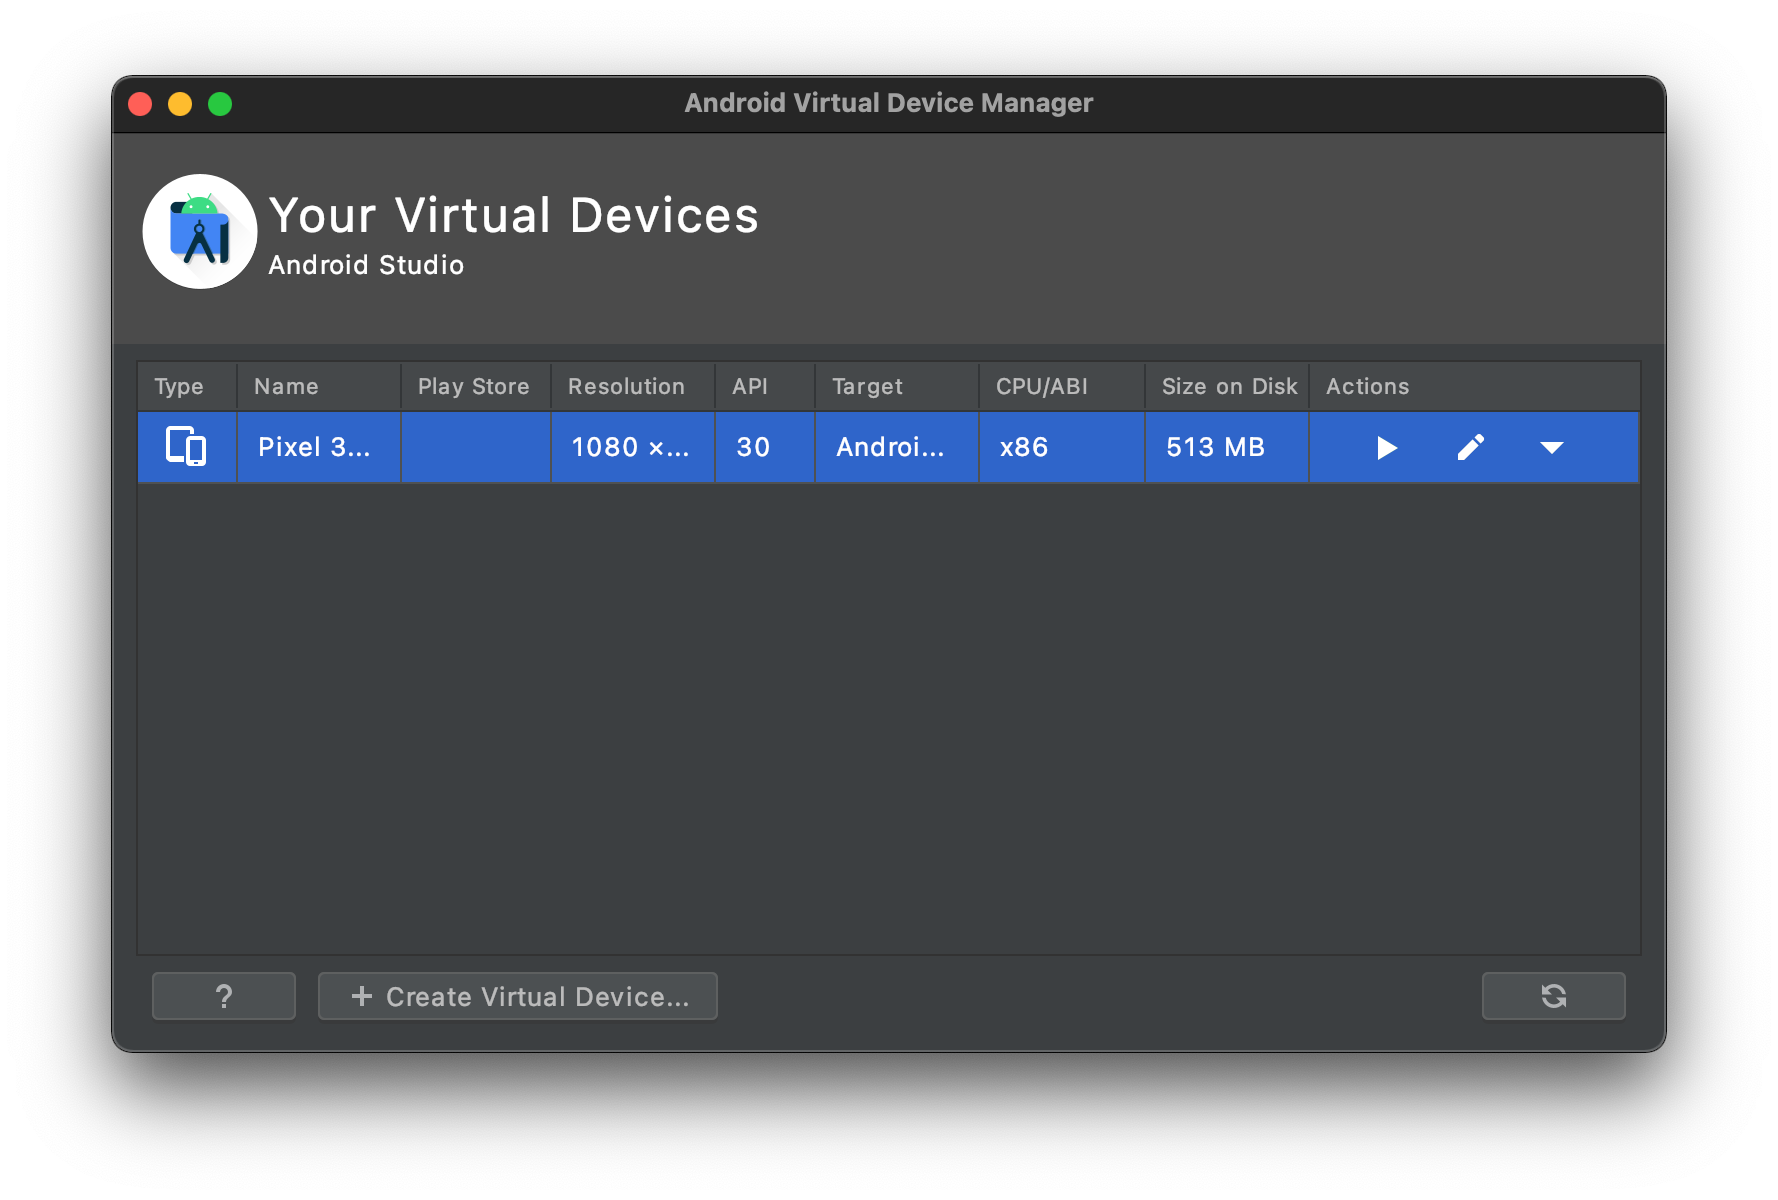 Android Virtual Device Manager
Your Virtual Devices
Android Studio
Type Name Play Store Resolution API Target CPU/ABI Size on Disk Actions
Pixel 3... 1080 ×... 30 Androi... x86 513 MB
? + Create Virtual Device...